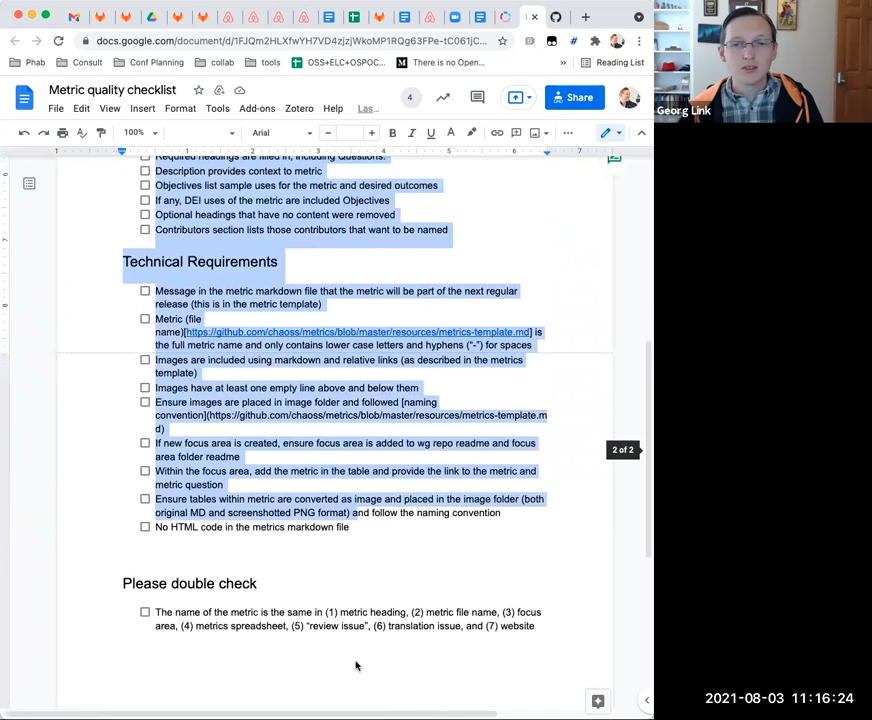 docs.google.com/document/d/1FJQm2HLXfwYH7VD4zjzjWkoMP1RQg63FPe-tC061jC...
Phab
Consult
Conf Planning
collab
tools
OSS+ELC+OSPOC...
There is no Open...
»
Reading List
Metric quality checklist
File Edit View Insert Format Tools Add-ons Zotero Help Las...
4
Share
100%
Arial
1 1 2 3 4 5 6 7
Required headings are filled in, including Questions.
Description provides context to metric
Objectives list sample uses for the metric and desired outcomes
If any, DEI uses of the metric are included Objectives
Optional headings that have no content were removed
Contributors section lists those contributors that want to be named
Technical Requirements
Message in the metric markdown file that the metric will be part of the next regular
release (this is in the metric template)
Metric (file
name)[https://github.com/chaoss/metrics/blob/master/resources/metrics-template.md] is
the full metric name and only contains lower case letters and hyphens ("-") for spaces
Images are included using markdown and relative links (as described in the metrics
template)
Images have at least one empty line above and below them
Ensure images are placed in image folder and followed [naming
convention](https://github.com/chaoss/metrics/blob/master/resources/metrics-template.m
d)
If new focus area is created, ensure focus area is added to wg repo readme and focus
area folder readme
Within the focus area, add the metric in the table and provide the link to the metric and
metric question
Ensure tables within metric are converted as image and placed in the image folder (both
original MD and screenshotted PNG format) and follow the naming convention
No HTML code in the metrics markdown file
2 of 2
Please double check
The name of the metric is the same in (1) metric heading, (2) metric file name, (3) focus
area, (4) metrics spreadsheet, (5) “review issue”, (6) translation issue, and (7) website
Georg Link
2021-08-03 11:16:24